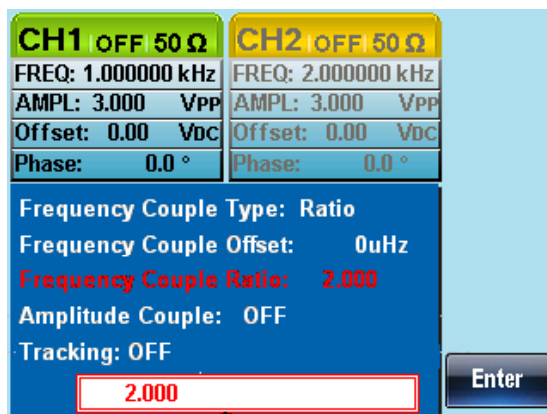 CH1 OFF 50 Ω CH2 OFF 50 Ω
FREQ: 1.000000 kHz FREQ: 2.000000 kHz
AMPL: 3.000 VPP AMPL: 3.000 VPP
Offset: 0.00 VDC Offset: 0.00 VDC
Phase: 0.0 ° Phase: 0.0 °
Frequency Couple Type: Ratio
Frequency Couple Offset: 0uHz
Frequency Couple Ratio: 2.000
Amplitude Couple: OFF
Tracking: OFF
2.000
Enter